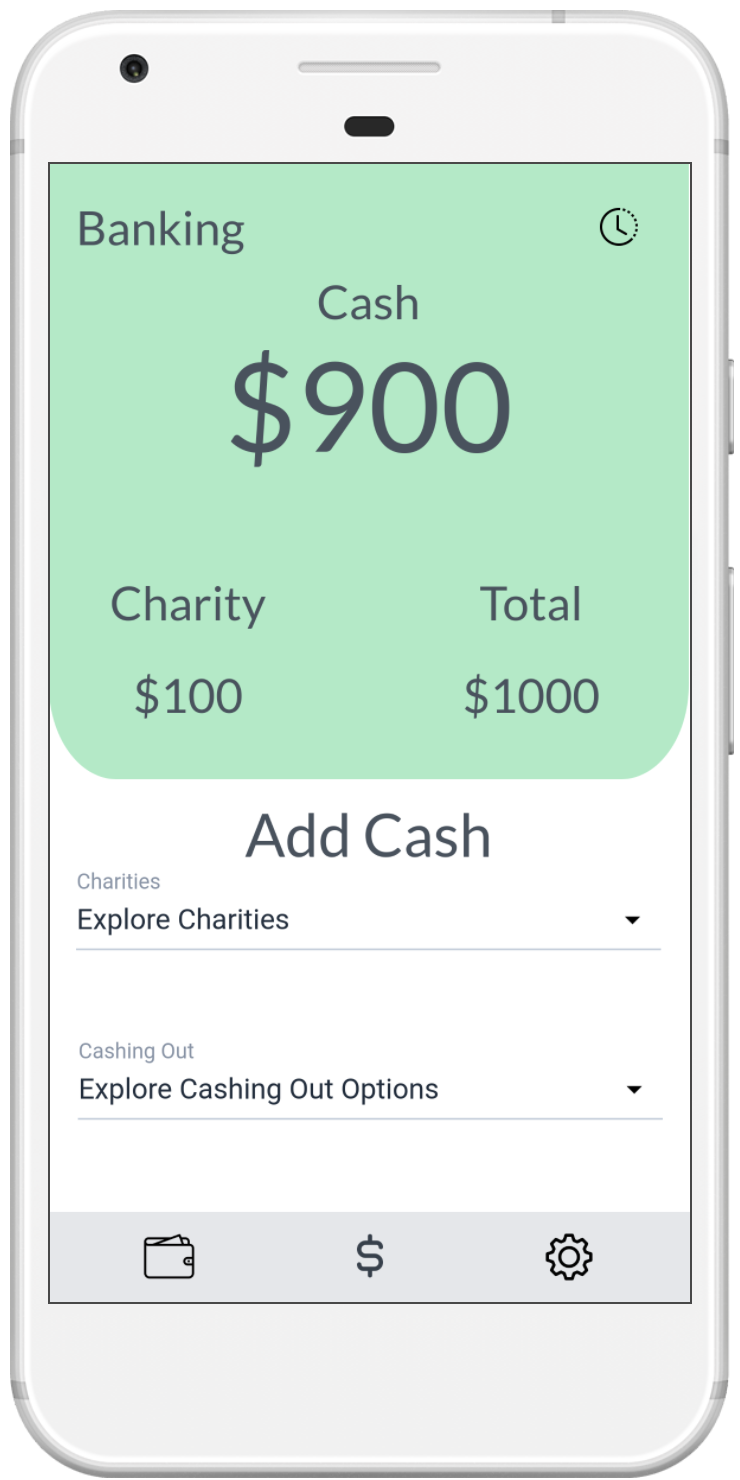 Banking
Cash
$900
Charity Total
$100 $1000
Add Cash
Charities
Explore Charities
Cashing Out
Explore Cashing Out Options
$